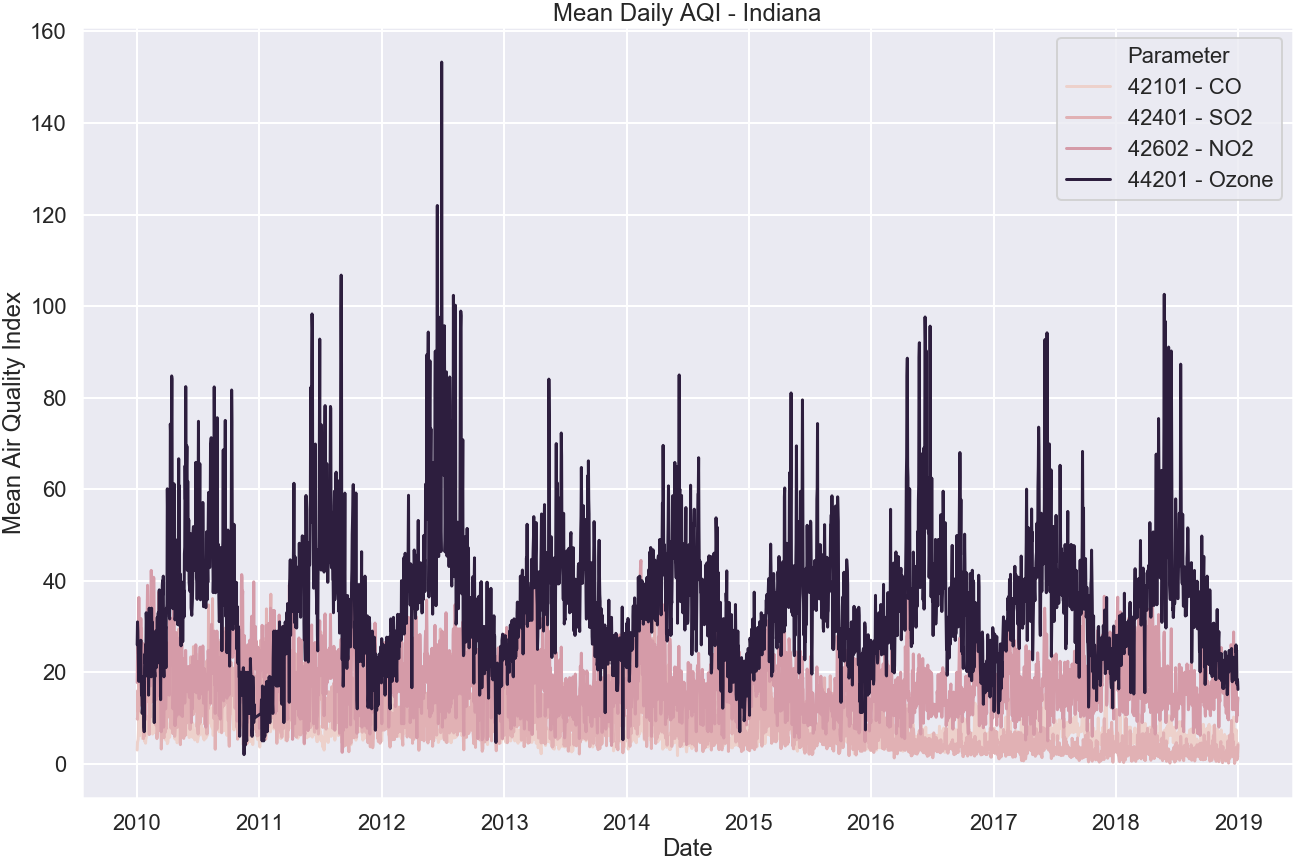 Mean Daily AQI - Indiana
160
140
120
100
80
60
40
20
0
Mean Air Quality Index
Parameter
42101 - CO
42401 - SO2
42602 - NO2
44201 - Ozone
2010 2011 2012 2013 2014 2015 2016 2017 2018 2019
Date